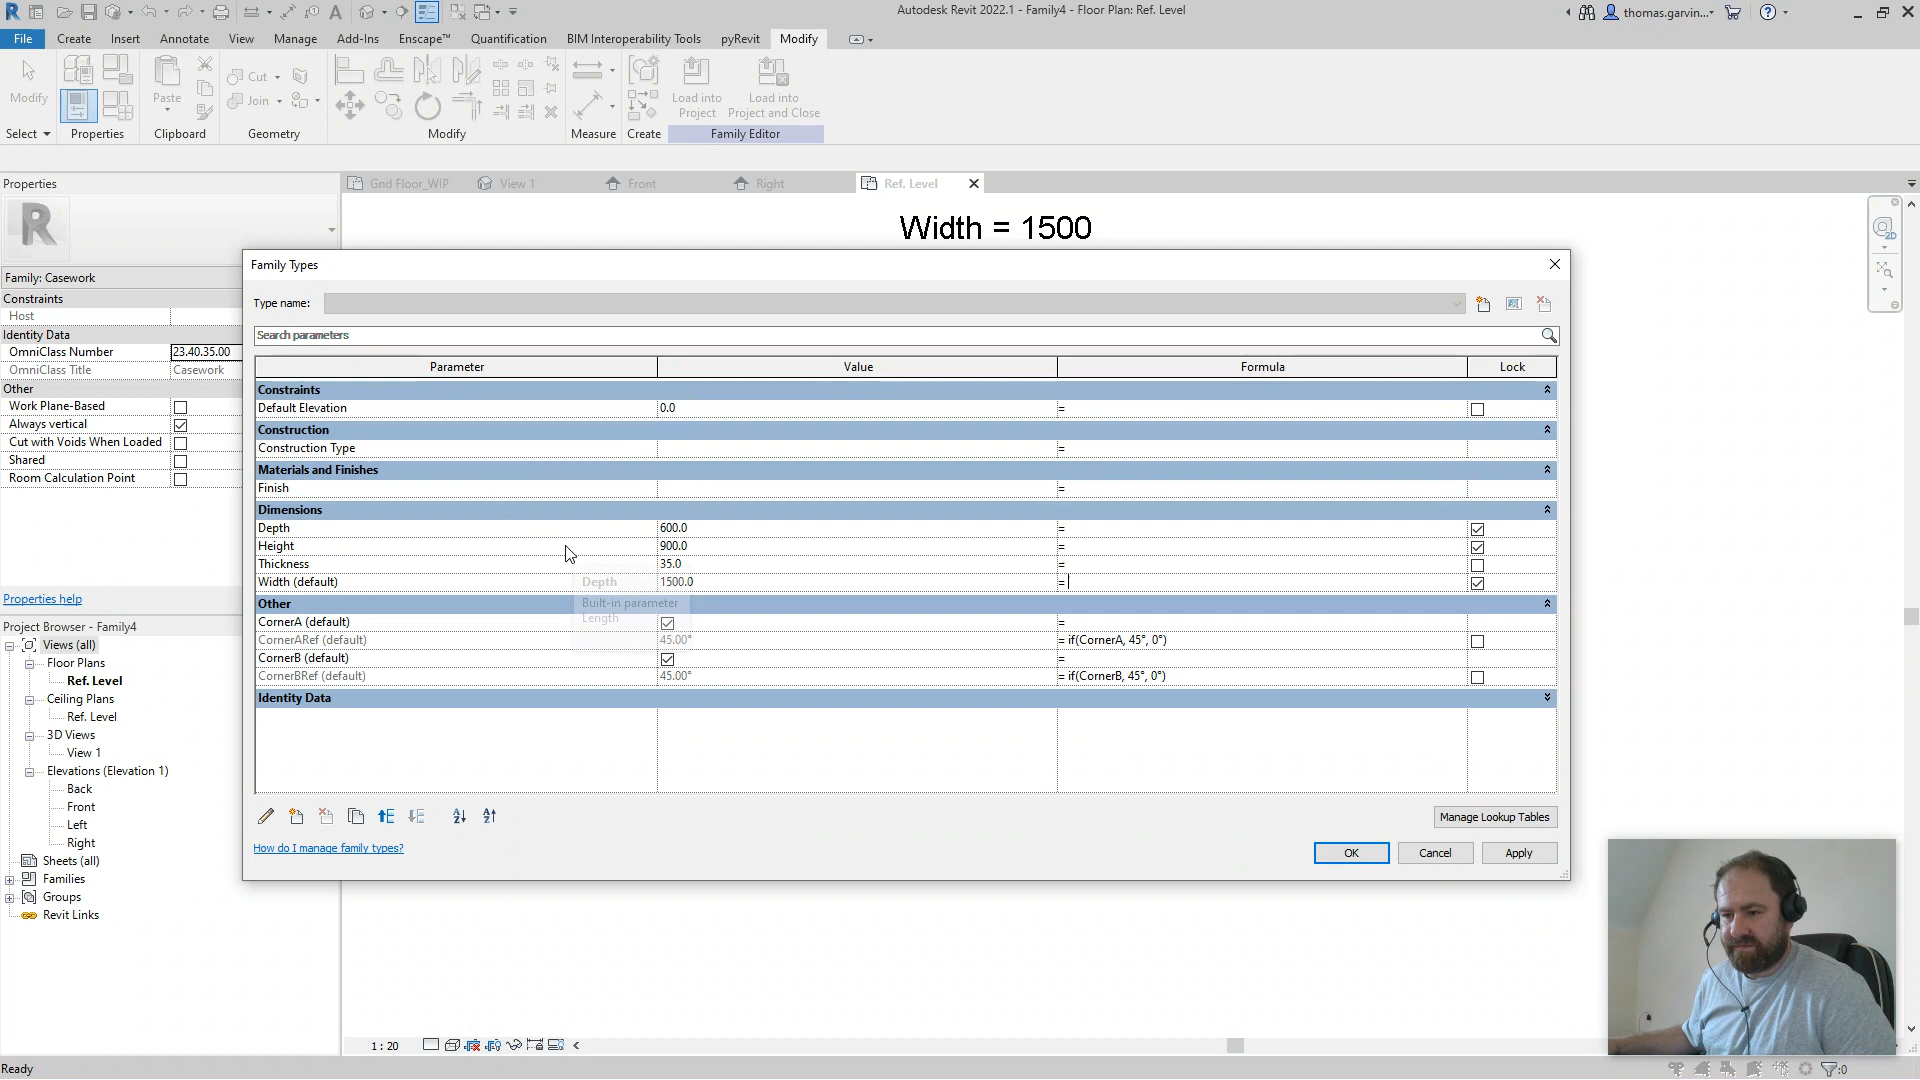 Autodesk Revit 2022.1 - Family4 - Floor Plan: Ref. Level
thomas.garvin...
File Create Insert Annotate View Manage Add-Ins Enscape™ Quantification BIM Interoperability Tools pyRevit Modify
Modify
Paste
Cut
Join
Load into Project
Load into Project and Close
Select Properties Clipboard Geometry Modify Measure Create Family Editor
Properties
Gnd Floor_WIP View 1 Front Right Ref. Level
Width = 1500
Family: Casework
Constraints
Host
Identity Data
OmniClass Number 23.40.35.00
OmniClass Title Casework
Other
Work Plane-Based
Always vertical
Cut with Voids When Loaded
Shared
Room Calculation Point
Properties help
Project Browser - Family4
Views (all)
Floor Plans
Ref. Level
Ceiling Plans
Ref. Level
3D Views
View 1
Elevations (Elevation 1)
Back
Front
Left
Right
Sheets (all)
Families
Groups
Revit Links
Family Types
Type name:
Search parameters
Parameter Value Formula Lock
Constraints
Default Elevation 0.0 =
Construction
Construction Type =
Materials and Finishes
Finish =
Dimensions
Depth 600.0 =
Height 900.0 =
Thickness 35.0 =
Width (default) 1500.0 =
Depth
Built-in parameter
Length
Other
CornerA (default) =
CornerARef (default) 45.00° = if(CornerA, 45°, 0°)
CornerB (default) =
CornerBRef (default) 45.00° = if(CornerB, 45°, 0°)
Identity Data
Manage Lookup Tables
How do I manage family types?
OK Cancel Apply
1 : 20
Ready
:0